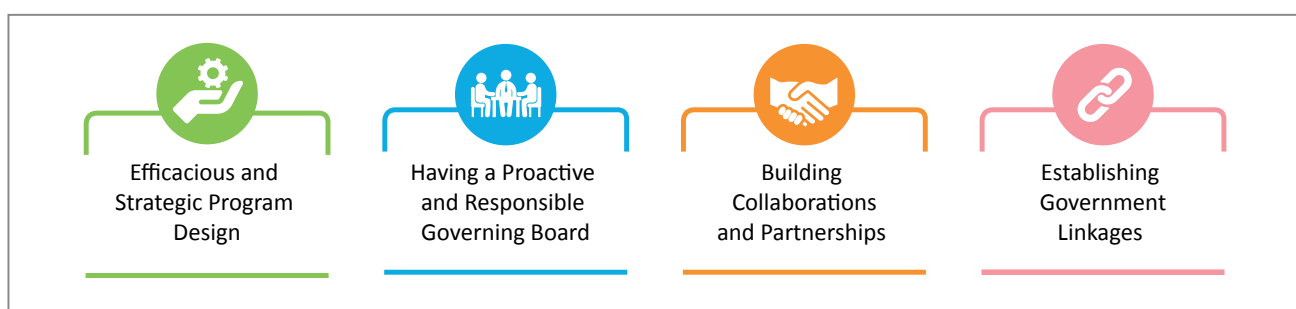 Efficacious and
Strategic Program
Design
Having a Proactive
and Responsible
Governing Board
Building
Collaborations
and Partnerships
Establishing
Government
Linkages